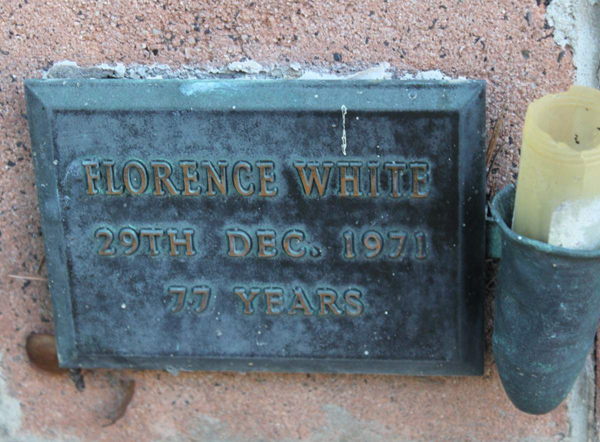 FLORENCE WHITE
29TH DEC. 1971
77 YEARS